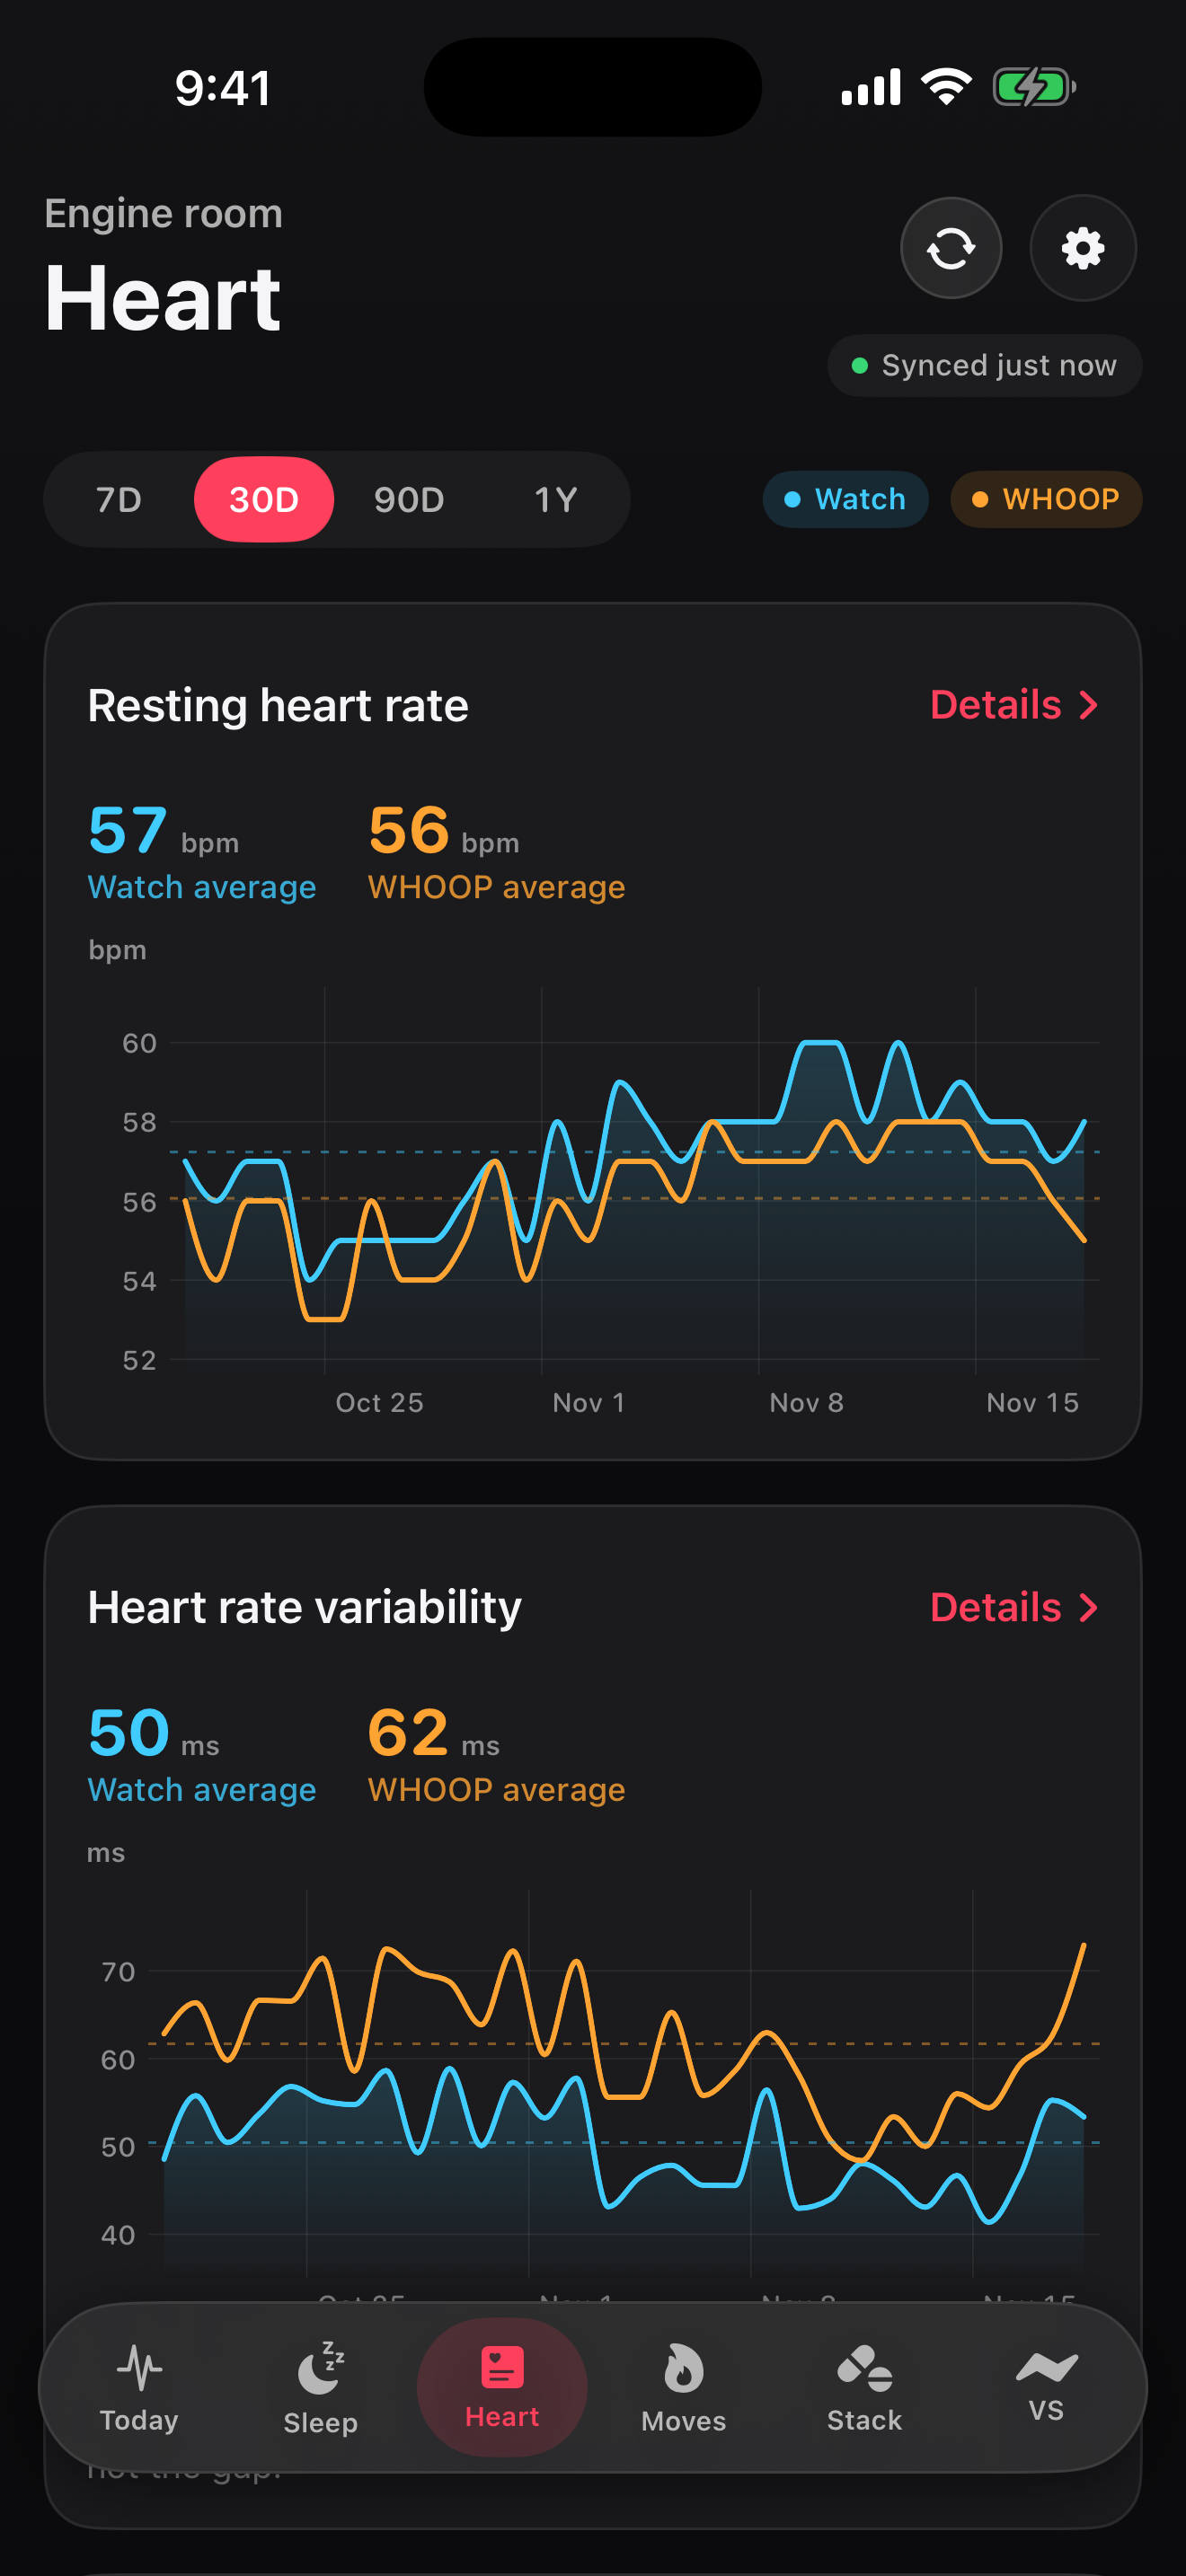 9:41
Engine room
Heart
Synced just now
7D 30D 90D 1Y
Watch WHOOP
Resting heart rate
Details
57 bpm 56 bpm
Watch average WHOOP average
bpm
60
58
56
54
52
Oct 25 Nov 1 Nov 8 Nov 15
Heart rate variability
Details
50 ms 62 ms
Watch average WHOOP average
ms
70
60
50
40
Today Sleep Heart Moves Stack VS